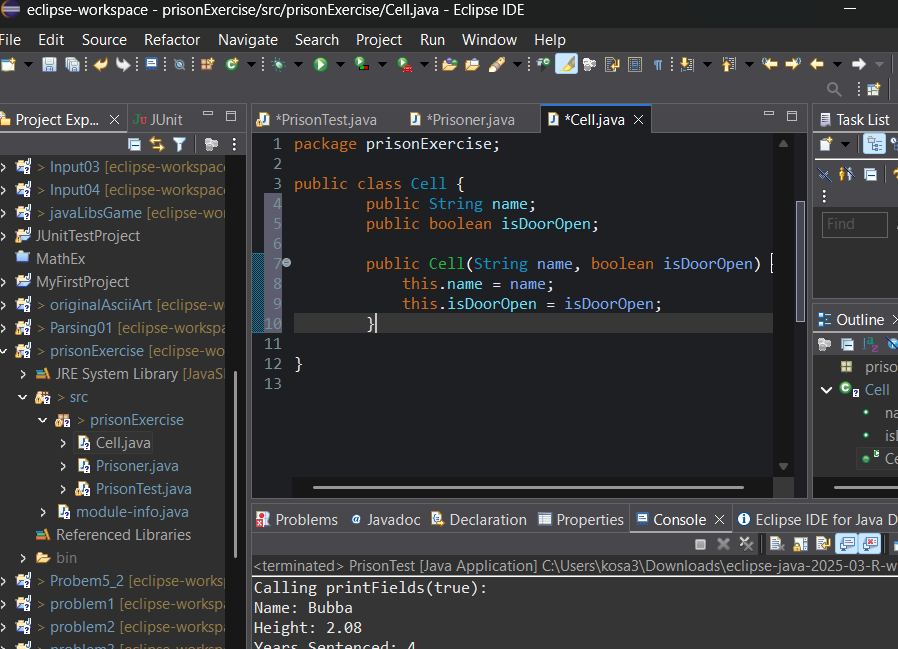 eclipse-workspace - prisonExercise/src/prisonExercise/Cell.java - Eclipse IDE
File Edit Source Refactor Navigate Search Project Run Window Help
Project Exp... JUnit
> Input03 [eclipse-workspace
> Input04 [eclipse-workspace
> javaLibsGame [eclipse-wor
JUnitTestProject
MathEx
MyFirstProject
> originalAsciiArt [eclipse-w
> Parsing01 [eclipse-workspa
> prisonExercise [eclipse-wo
JRE System Library [JavaS
> src
> prisonExercise
Cell.java
Prisoner.java
PrisonTest.java
module-info.java
Referenced Libraries
bin
> Probem5_2 [eclipse-works
> problem1 [eclipse-workspa
> problem2 [eclipse-workspa
*PrisonTest.java *Prisoner.java *Cell.java
1 package prisonExercise;
2
3 public class Cell {
4 public String name;
5 public boolean isDoorOpen;
6
7 public Cell(String name, boolean isDoorOpen) {
8 this.name = name;
9 this.isDoorOpen = isDoorOpen;
10 }
11
12 }
13
Task List
Find
Outline
priso
Cell
na
isl
Ce
Problems Javadoc Declaration Properties Console Eclipse IDE for Java D
<terminated> PrisonTest [Java Application] C:\Users\kosa3\Downloads\eclipse-java-2025-03-R-w
Calling printFields(true):
Name: Bubba
Height: 2.08
Years Sentenced: 4